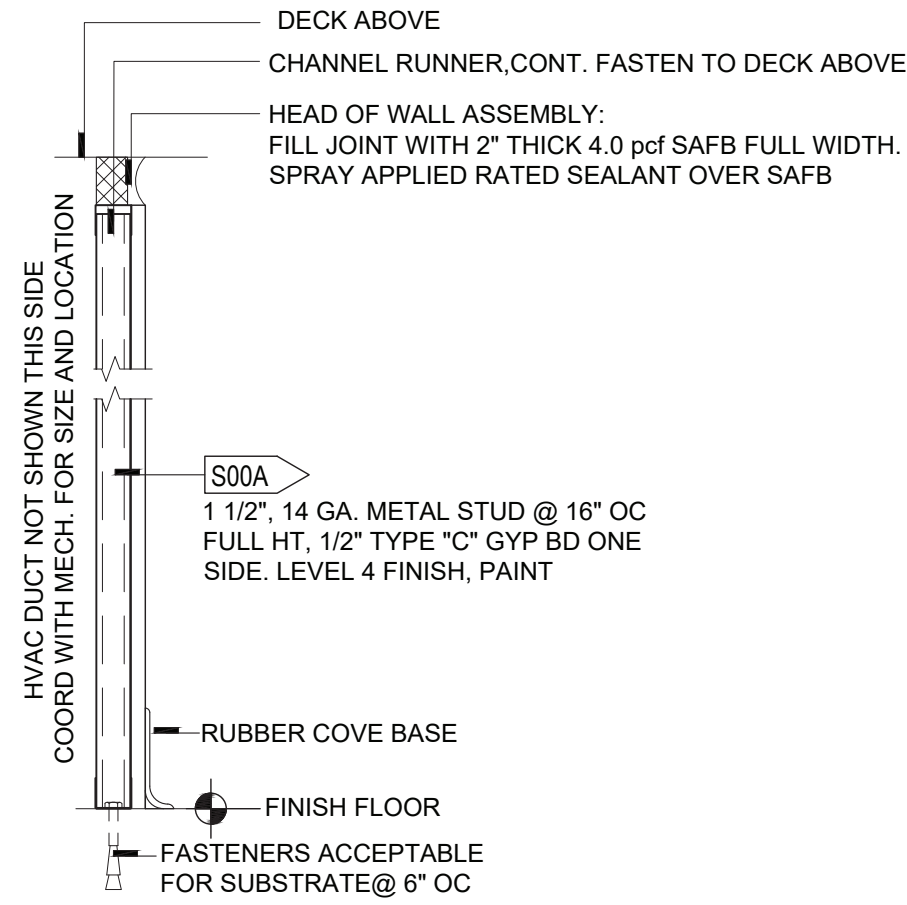 DECK ABOVE
CHANNEL RUNNER,CONT. FASTEN TO DECK ABOVE
HEAD OF WALL ASSEMBLY:
FILL JOINT WITH 2" THICK 4.0 pcf SAFB FULL WIDTH.
SPRAY APPLIED RATED SEALANT OVER SAFB
HVAC DUCT NOT SHOWN THIS SIDE
COORD WITH MECH. FOR SIZE AND LOCATION
S00A
1 1/2", 14 GA. METAL STUD @ 16" OC
FULL HT, 1/2" TYPE "C" GYP BD ONE
SIDE. LEVEL 4 FINISH, PAINT
RUBBER COVE BASE
FINISH FLOOR
FASTENERS ACCEPTABLE
FOR SUBSTRATE@ 6" OC